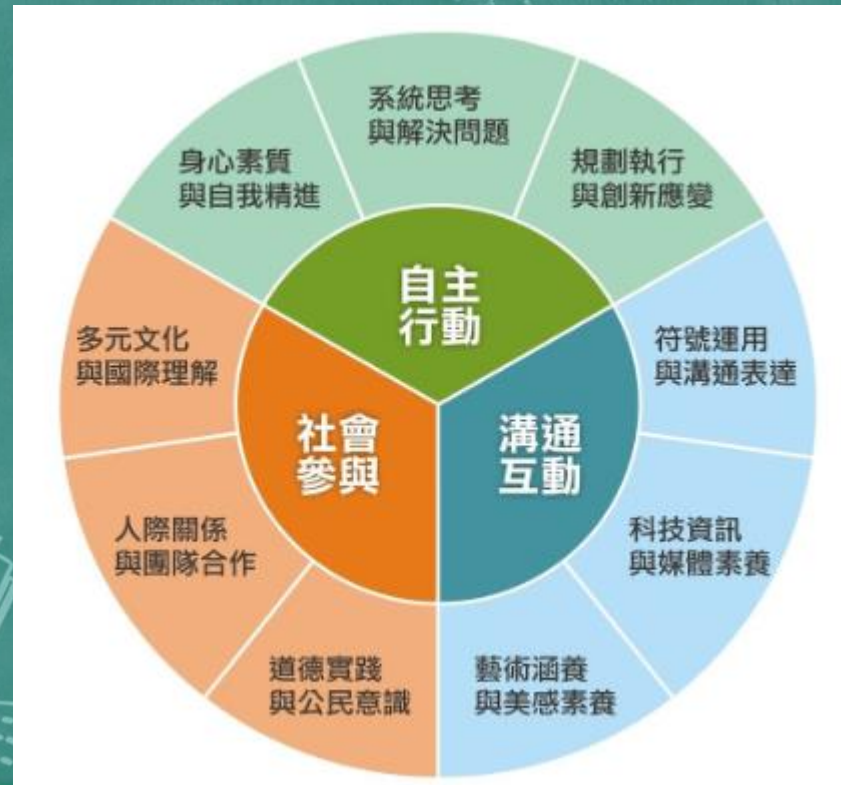 系統思考
與解決問題
身心素質
與自我精進
規劃執行
與創新應變
自主
行動
多元文化
與國際理解
符號運用
與溝通表達
社會
參與
溝通
互動
人際關係
與團隊合作
科技資訊
與媒體素養
道德實踐
與公民意識
藝術涵養
與美感素養